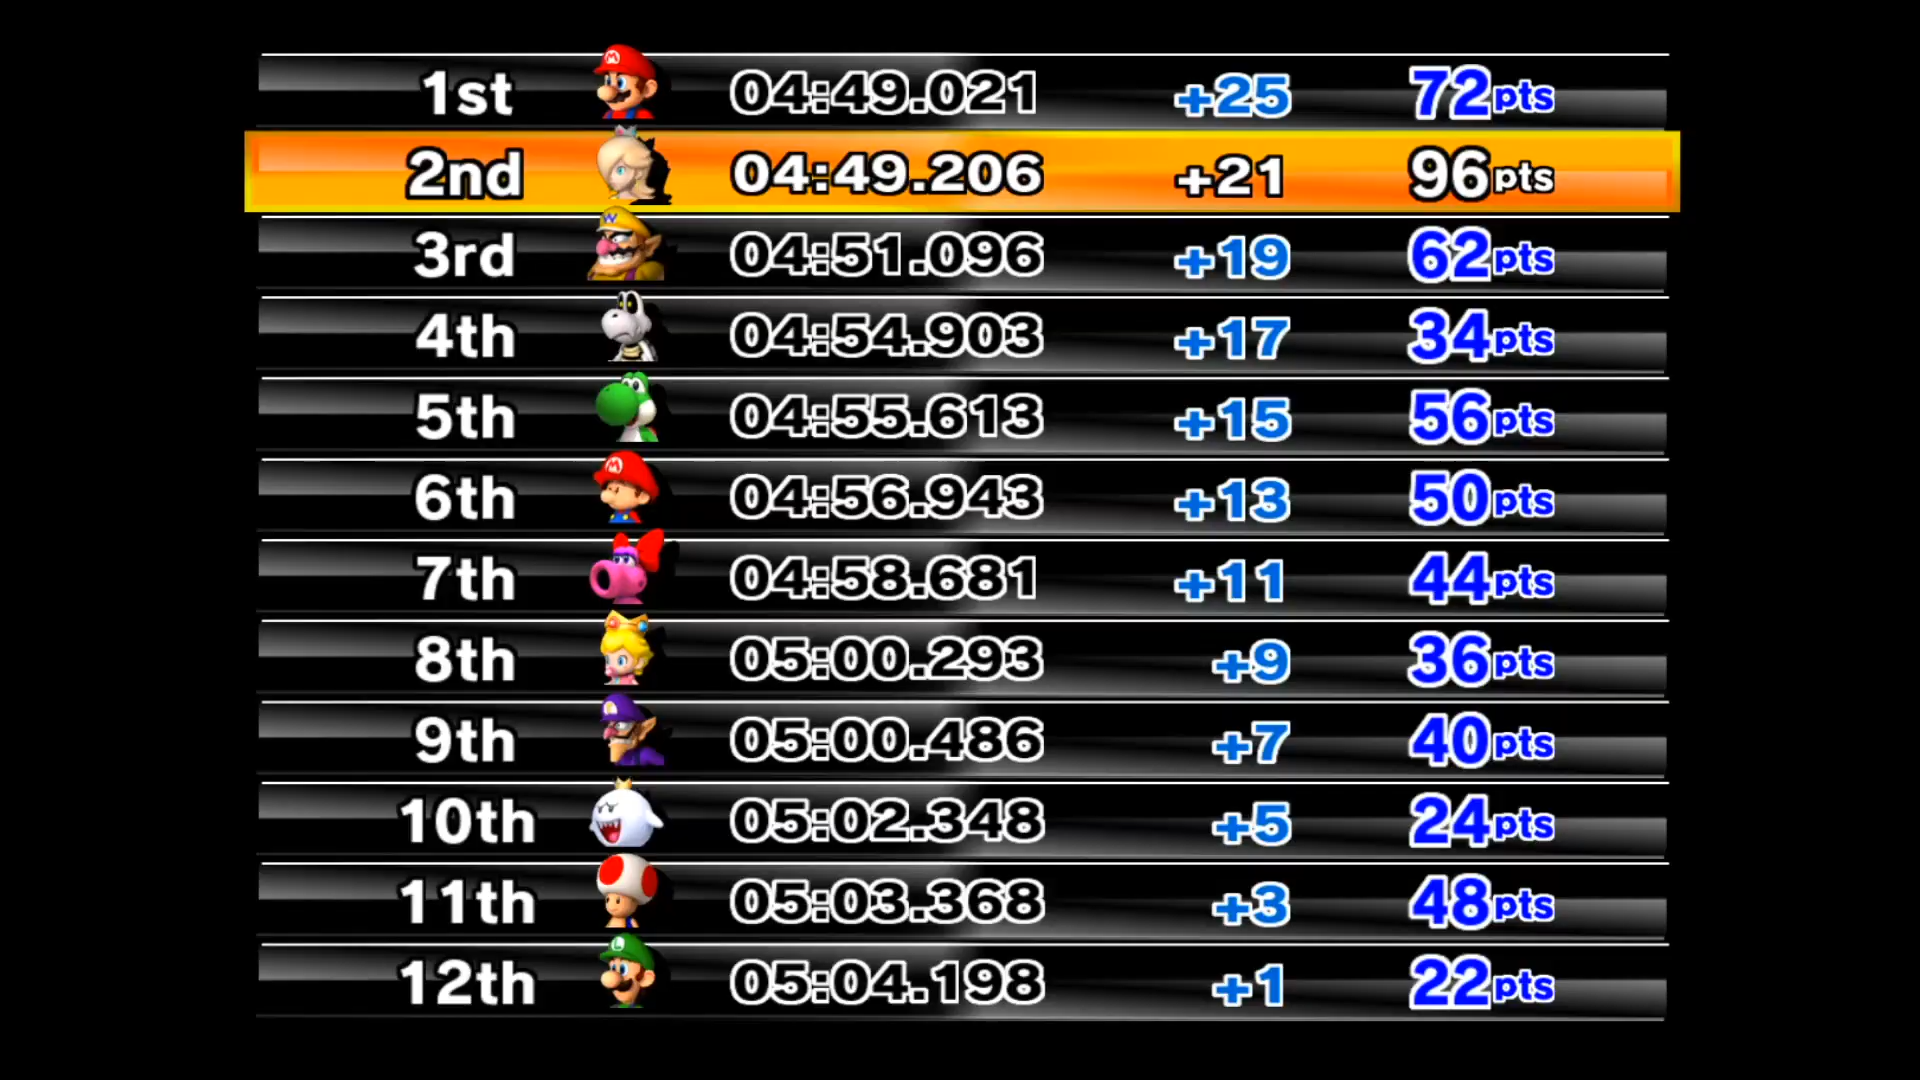 1st 04:49.021 +25 72pts
2nd 04:49.206 +21 96pts
3rd 04:51.096 +19 62pts
4th 04:54.903 +17 34pts
5th 04:55.613 +15 56pts
6th 04:56.943 +13 50pts
7th 04:58.681 +11 44pts
8th 05:00.293 +9 36pts
9th 05:00.486 +7 40pts
10th 05:02.348 +5 24pts
11th 05:03.368 +3 48pts
12th 05:04.198 +1 22pts